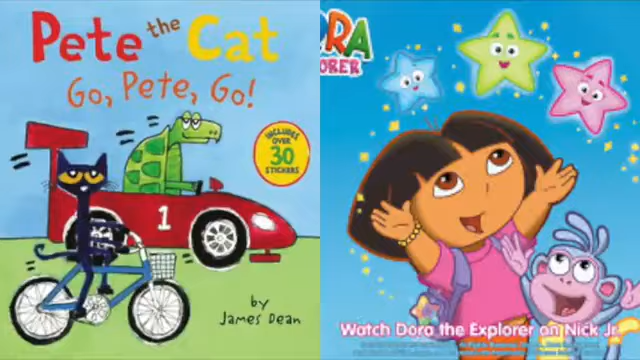 Pete the Cat
Go, Pete, Go!
INCLUDES
OVER
30
STICKERS
1
by
James Dean
RA
ORER
Watch Dora the Explorer on Nick Jr